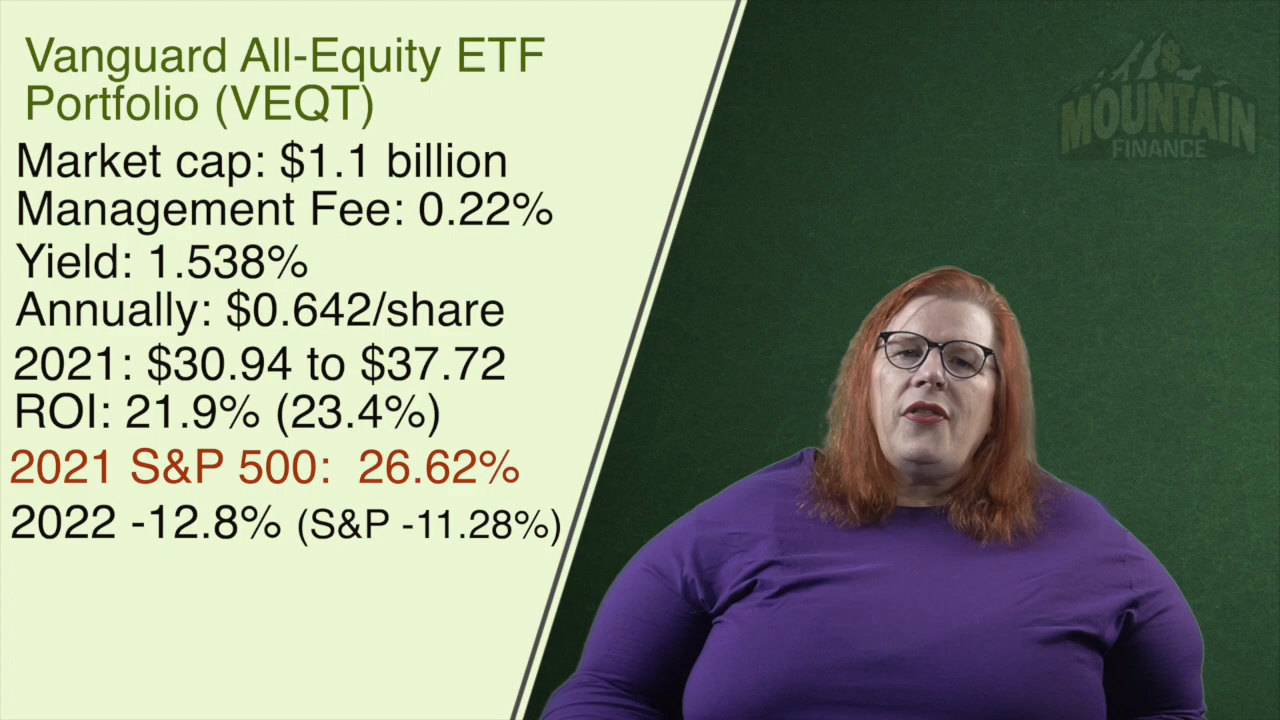 Vanguard All-Equity ETF
Portfolio (VEQT)
Market cap: $1.1 billion
Management Fee: 0.22%
Yield: 1.538%
Annually: $0.642/share
2021: $30.94 to $37.72
ROI: 21.9% (23.4%)
2021 S&P 500:  26.62%
2022 -12.8% (S&P -11.28%)
$
MOUNTAIN
FINANCE